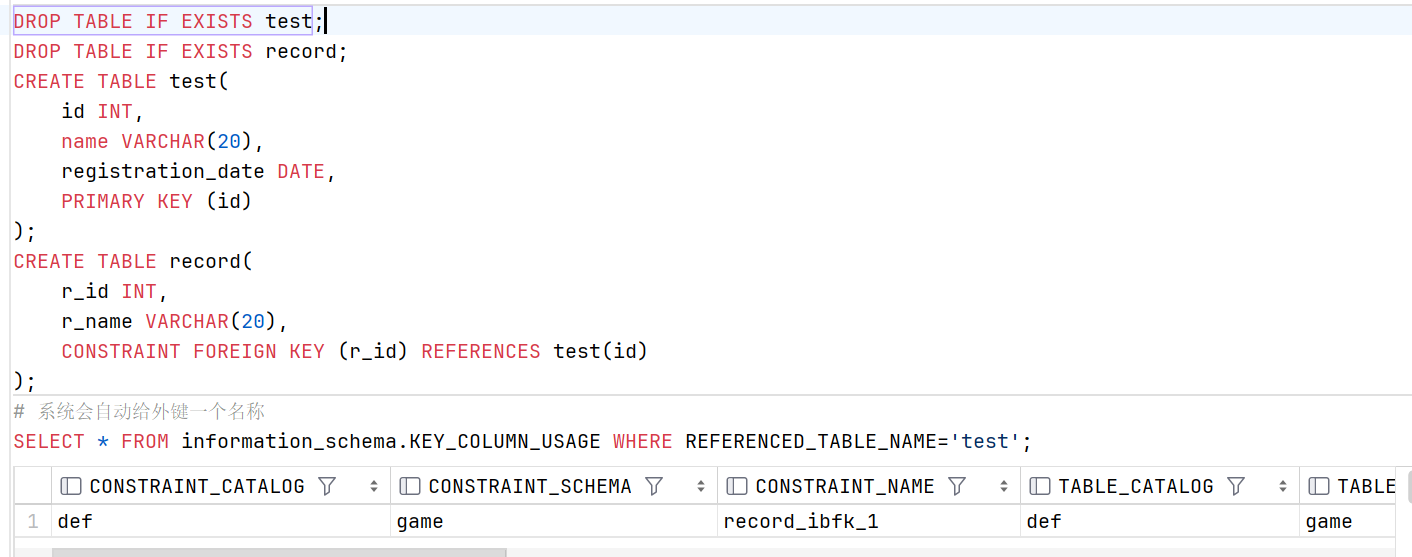 DROP TABLE IF EXISTS test;
DROP TABLE IF EXISTS record;
CREATE TABLE test(
    id INT,
    name VARCHAR(20),
    registration_date DATE,
    PRIMARY KEY (id)
);
CREATE TABLE record(
    r_id INT,
    r_name VARCHAR(20),
    CONSTRAINT FOREIGN KEY (r_id) REFERENCES test(id)
);
# 系统会自动给外键一个名称
SELECT * FROM information_schema.KEY_COLUMN_USAGE WHERE REFERENCED_TABLE_NAME='test';
CONSTRAINT_CATALOG CONSTRAINT_SCHEMA CONSTRAINT_NAME TABLE_CATALOG TABLE
1 def game record_ibfk_1 def game